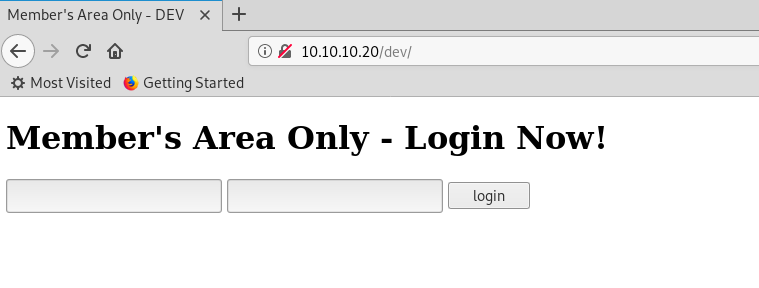 Member's Area Only - DEV
10.10.10.20/dev/
Most Visited Getting Started
Member's Area Only - Login Now!
login